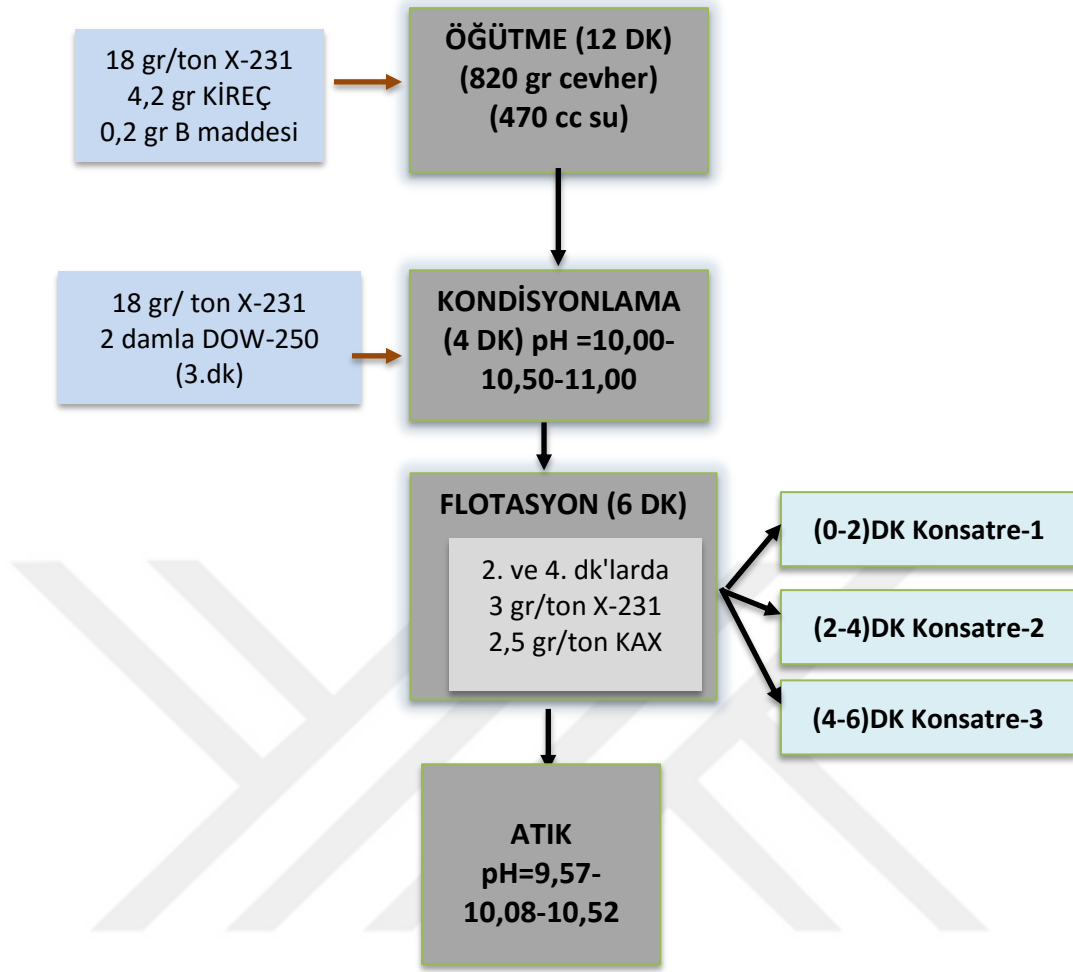 18 gr/ton X-231
4,2 gr KİREÇ
0,2 gr B maddesi
ÖĞÜTME (12 DK)
(820 gr cevher)
(470 cc su)
18 gr/ ton X-231
2 damla DOW-250
(3.dk)
KONDİSYONLAMA
(4 DK) pH =10,00-
10,50-11,00
FLOTASYON (6 DK)
2. ve 4. dk'larda
3 gr/ton X-231
2,5 gr/ton KAX
(0-2)DK Konsatre-1
(2-4)DK Konsatre-2
(4-6)DK Konsatre-3
ATIK
pH=9,57-
10,08-10,52